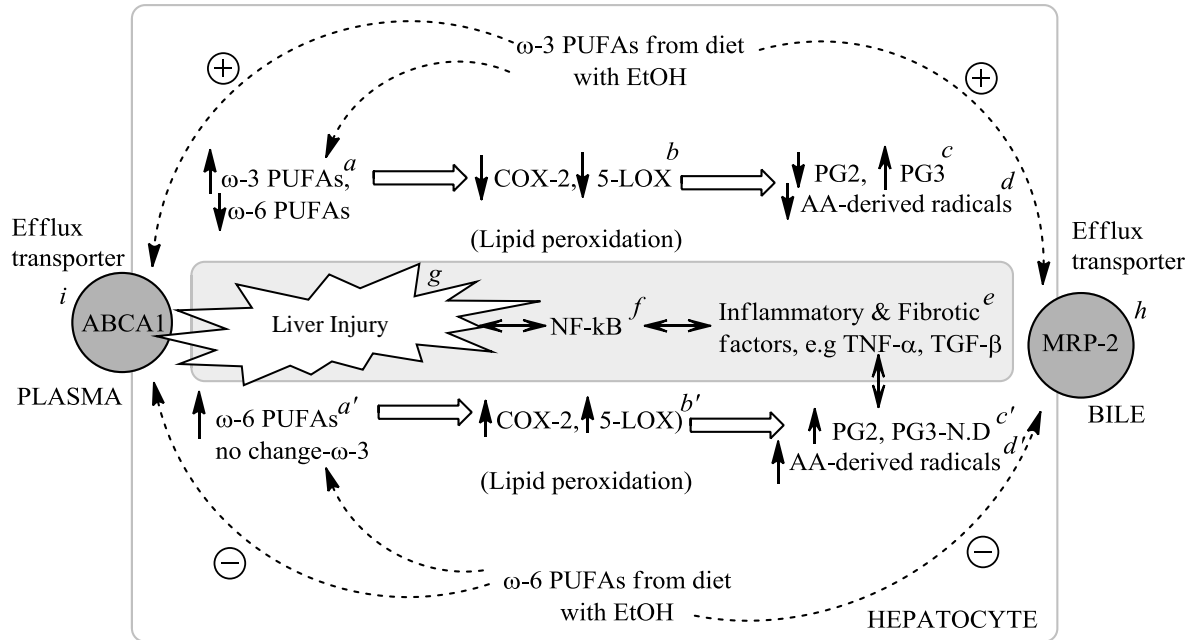 ω-3 PUFAs from diet
with EtOH
+
+
ω-3 PUFAs, a
ω-6 PUFAs
COX-2, 5-LOX b
PG2, PG3 c
AA-derived radicals d
(Lipid peroxidation)
Efflux
transporter
i
ABCA1
PLASMA
g
Liver Injury
NF-kB f
Inflammatory & Fibrotic e
factors, e.g TNF-α, TGF-β
Efflux
transporter
h
MRP-2
BILE
ω-6 PUFAs a'
no change-ω-3
COX-2, 5-LOX) b'
PG2, PG3-N.D c'
AA-derived radicals d'
(Lipid peroxidation)
−
−
ω-6 PUFAs from diet
with EtOH
HEPATOCYTE